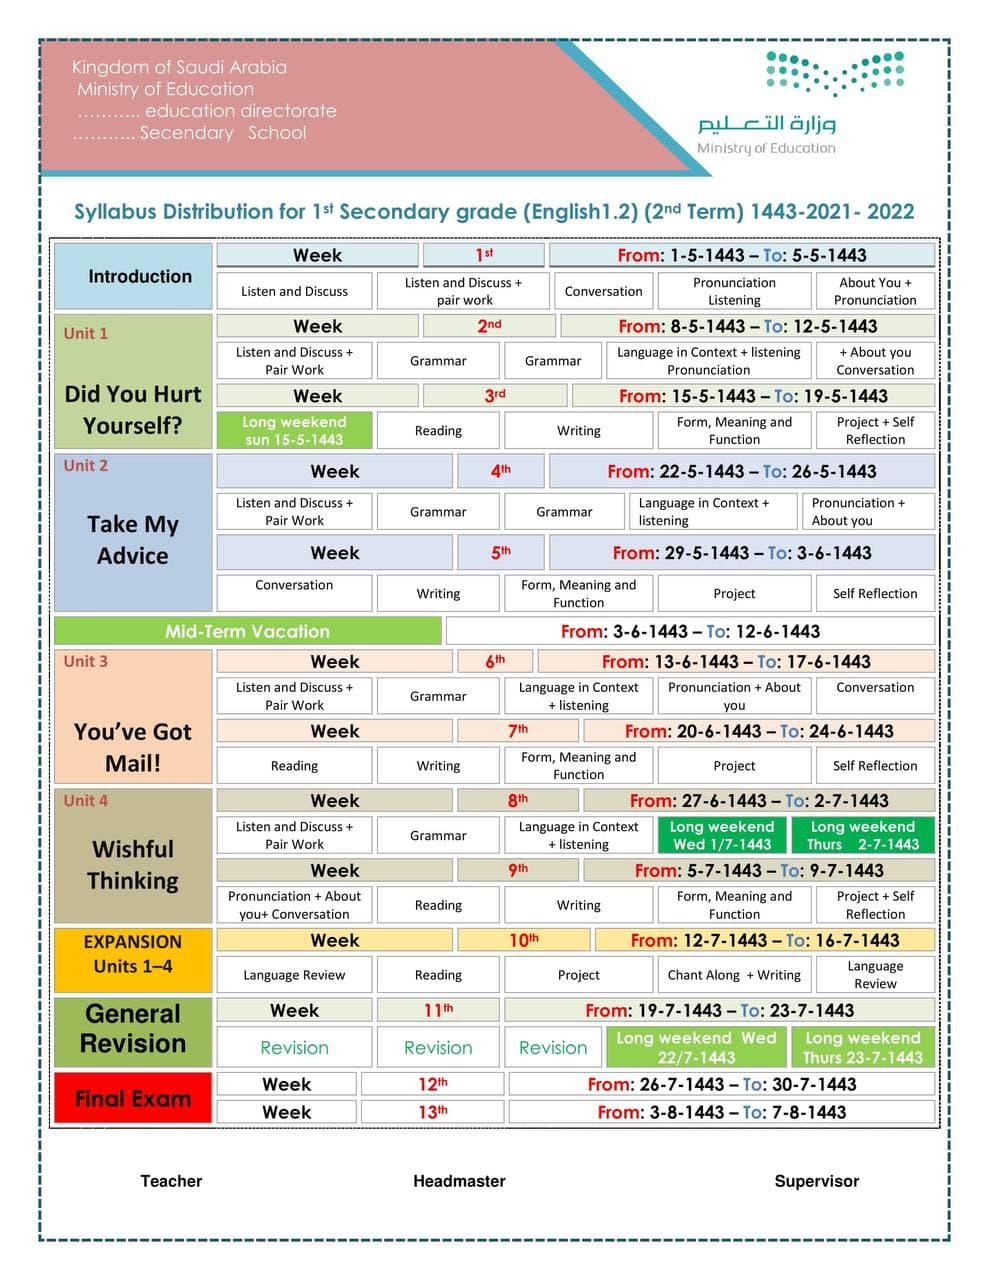 Kingdom of Saudi Arabia
Ministry of Education
……….. education directorate
……….. Secendary School
وزارة التعليم
Ministry of Education
Syllabus Distribution for 1st Secondary grade (English1.2) (2nd Term) 1443-2021- 2022
Introduction
Week 1st From: 1-5-1443 – To: 5-5-1443
Listen and Discuss
Listen and Discuss +
pair work
Conversation
Pronunciation
Listening
About You +
Pronunciation
Unit 1
Did You Hurt
Yourself?
Week 2nd From: 8-5-1443 – To: 12-5-1443
Listen and Discuss +
Pair Work
Grammar
Grammar
Language in Context + listening
Pronunciation
+ About you
Conversation
Week 3rd From: 15-5-1443 – To: 19-5-1443
Long weekend
sun 15-5-1443
Reading
Writing
Form, Meaning and
Function
Project + Self
Reflection
Unit 2
Take My
Advice
Week 4th From: 22-5-1443 – To: 26-5-1443
Listen and Discuss +
Pair Work
Grammar
Grammar
Language in Context +
listening
Pronunciation +
About you
Week 5th From: 29-5-1443 – To: 3-6-1443
Conversation
Writing
Form, Meaning and
Function
Project
Self Reflection
Mid-Term Vacation From: 3-6-1443 – To: 12-6-1443
Unit 3
You’ve Got
Mail!
Week 6th From: 13-6-1443 – To: 17-6-1443
Listen and Discuss +
Pair Work
Grammar
Language in Context
+ listening
Pronunciation + About
you
Conversation
Week 7th From: 20-6-1443 – To: 24-6-1443
Reading
Writing
Form, Meaning and
Function
Project
Self Reflection
Unit 4
Wishful
Thinking
Week 8th From: 27-6-1443 – To: 2-7-1443
Listen and Discuss +
Pair Work
Grammar
Language in Context
+ listening
Long weekend
Wed 1/7-1443
Long weekend
Thurs 2-7-1443
Week 9th From: 5-7-1443 – To: 9-7-1443
Pronunciation + About
you+ Conversation
Reading
Writing
Form, Meaning and
Function
Project + Self
Reflection
EXPANSION
Units 1–4
Week 10th From: 12-7-1443 – To: 16-7-1443
Language Review
Reading
Project
Chant Along + Writing
Language
Review
General
Revision
Week 11th From: 19-7-1443 – To: 23-7-1443
Revision
Revision
Revision
Long weekend Wed
22/7-1443
Long weekend
Thurs 23-7-1443
Final Exam
Week 12th From: 26-7-1443 – To: 30-7-1443
Week 13th From: 3-8-1443 – To: 7-8-1443
Teacher Headmaster Supervisor